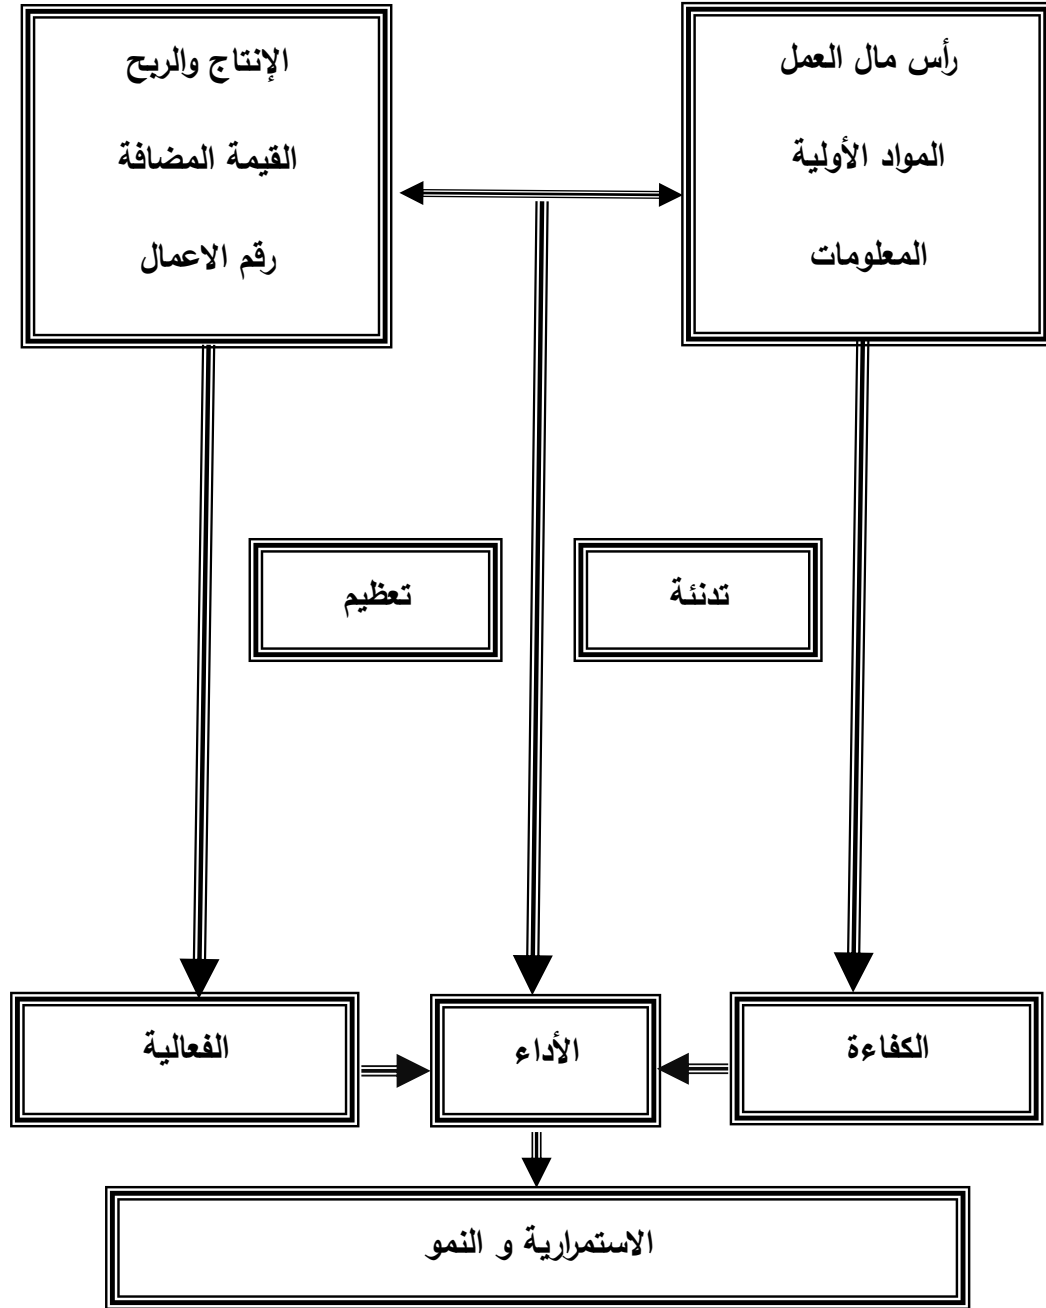 رأس مال العمل
المواد الأولية
المعلومات
الإنتاج والربح
القيمة المضافة
رقم الاعمال
تدنئة
تعظيم
الكفاءة
الأداء
الفعالية
الاستمرارية و النمو